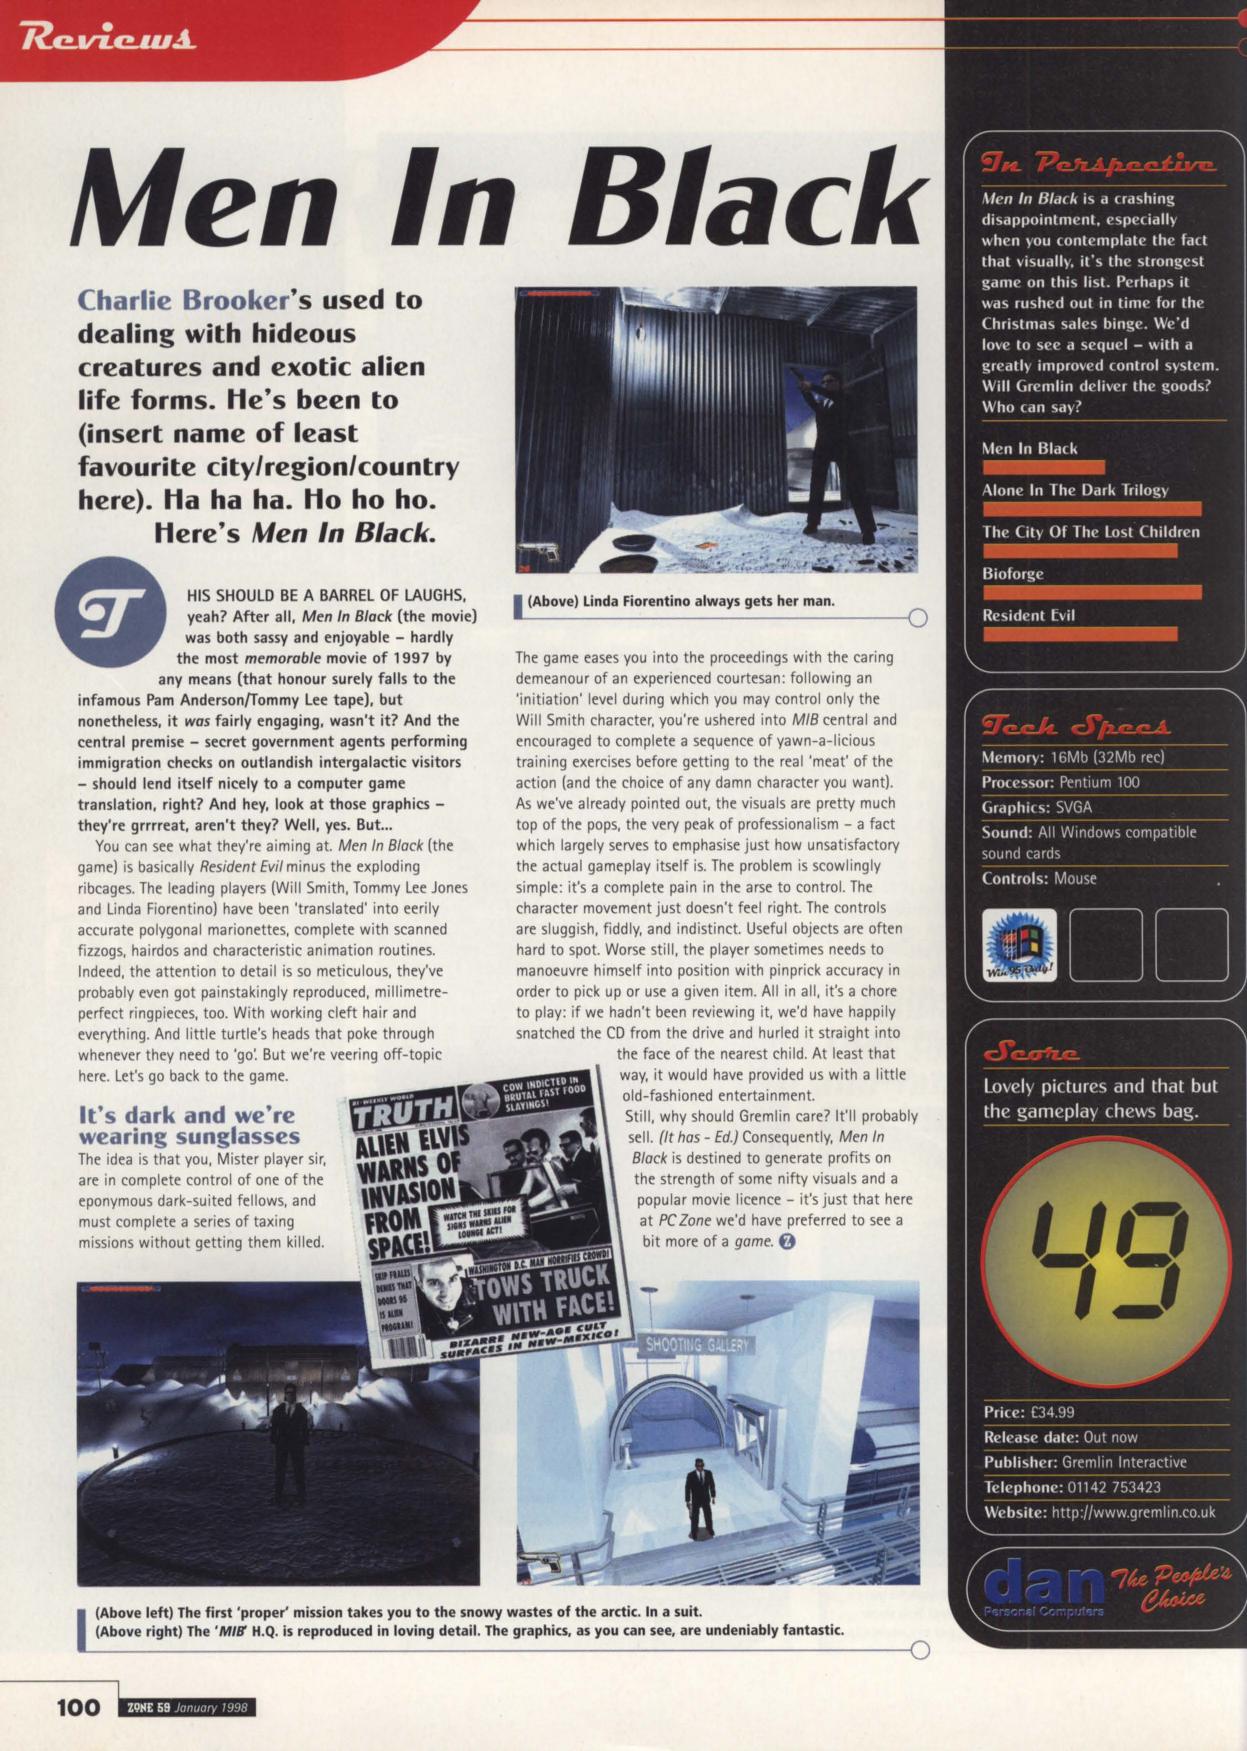 Reviews
Men In Black
Charlie Brooker's used to
dealing with hideous
creatures and exotic alien
life forms. He's been to
(insert name of least
favourite city/region/country
here). Ha ha ha. Ho ho ho.
Here's Men In Black.
THIS SHOULD BE A BARREL OF LAUGHS,
yeah? After all, Men In Black (the movie)
was both sassy and enjoyable – hardly
the most memorable movie of 1997 by
any means (that honour surely falls to the
infamous Pam Anderson/Tommy Lee tape), but
nonetheless, it was fairly engaging, wasn't it? And the
central premise – secret government agents performing
immigration checks on outlandish intergalactic visitors
– should lend itself nicely to a computer game
translation, right? And hey, look at those graphics –
they're grrrreat, aren't they? Well, yes. But...
You can see what they're aiming at. Men In Black (the
game) is basically Resident Evil minus the exploding
ribcages. The leading players (Will Smith, Tommy Lee Jones
and Linda Fiorentino) have been 'translated' into eerily
accurate polygonal marionettes, complete with scanned
fizzogs, hairdos and characteristic animation routines.
Indeed, the attention to detail is so meticulous, they've
probably even got painstakingly reproduced, millimetre-
perfect ringpieces, too. With working cleft hair and
everything. And little turtle's heads that poke through
whenever they need to 'go'. But we're veering off-topic
here. Let's go back to the game.
It's dark and we're
wearing sunglasses
The idea is that you, Mister player sir,
are in complete control of one of the
eponymous dark-suited fellows, and
must complete a series of taxing
missions without getting them killed.
(Above) Linda Fiorentino always gets her man.
The game eases you into the proceedings with the caring
demeanour of an experienced courtesan: following an
'initiation' level during which you may control only the
Will Smith character, you're ushered into MIB central and
encouraged to complete a sequence of yawn-a-licious
training exercises before getting to the real 'meat' of the
action (and the choice of any damn character you want).
As we've already pointed out, the visuals are pretty much
top of the pops, the very peak of professionalism – a fact
which largely serves to emphasise just how unsatisfactory
the actual gameplay itself is. The problem is scowlingly
simple: it's a complete pain in the arse to control. The
character movement just doesn't feel right. The controls
are sluggish, fiddly, and indistinct. Useful objects are often
hard to spot. Worse still, the player sometimes needs to
manoeuvre himself into position with pinprick accuracy in
order to pick up or use a given item. All in all, it's a chore
to play: if we hadn't been reviewing it, we'd have happily
snatched the CD from the drive and hurled it straight into
the face of the nearest child. At least that
way, it would have provided us with a little
old-fashioned entertainment.
Still, why should Gremlin care? It'll probably
sell. (It has - Ed.) Consequently, Men In
Black is destined to generate profits on
the strength of some nifty visuals and a
popular movie licence – it's just that here
at PC Zone we'd have preferred to see a
bit more of a game. Z
BI-WEEKLY WORLD
TRUTH
COW INDICTED IN
BRUTAL FAST FOOD
SLAYINGS!
ALIEN ELVIS
WARNS OF
INVASION
FROM
SPACE!
WATCH THE SKIES FOR
SIGNS WARNS ALIEN
LOUNGE ACT!
SKIP FRALES
DENIES THAT
DOORS 95
IS ALIEN
PROGRAM!
WASHINGTON D.C. MAN HORRIFIES CROWD!
TOWS TRUCK
WITH FACE!
BIZARRE NEW-AGE CULT
SURFACES IN NEW-MEXICO!
SHOOTING GALLERY
(Above left) The first 'proper' mission takes you to the snowy wastes of the arctic. In a suit.
(Above right) The 'MIB' H.Q. is reproduced in loving detail. The graphics, as you can see, are undeniably fantastic.
100 ZONE 59 January 1998
In Perspective
Men In Black is a crashing
disappointment, especially
when you contemplate the fact
that visually, it's the strongest
game on this list. Perhaps it
was rushed out in time for the
Christmas sales binge. We'd
love to see a sequel – with a
greatly improved control system.
Will Gremlin deliver the goods?
Who can say?
Men In Black
Alone In The Dark Trilogy
The City Of The Lost Children
Bioforge
Resident Evil
Tech Specs
Memory: 16Mb (32Mb rec)
Processor: Pentium 100
Graphics: SVGA
Sound: All Windows compatible
sound cards
Controls: Mouse
Win 95 Only!
Score
Lovely pictures and that but
the gameplay chews bag.
49
Price: £34.99
Release date: Out now
Publisher: Gremlin Interactive
Telephone: 01142 753423
Website: http://www.gremlin.co.uk
dan
Personal Computers
The People's
Choice